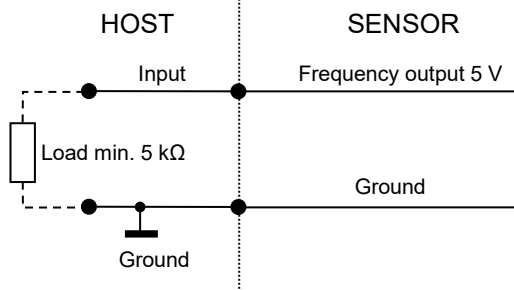 HOST
SENSOR
Input
Frequency output 5 V
Load min. 5 kΩ
Ground
Ground